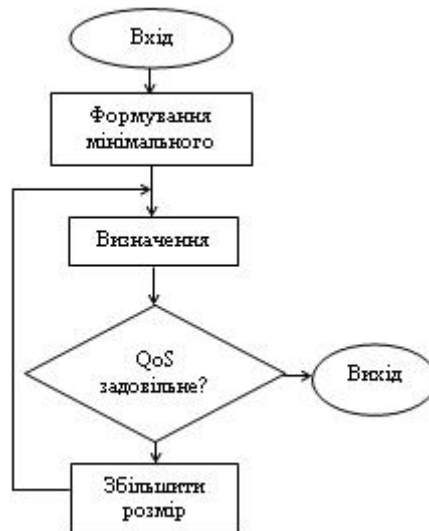 Вхід
Формування
мінімального
Визначення
QoS
задовільне?
Вихід
Збільшити
розмір